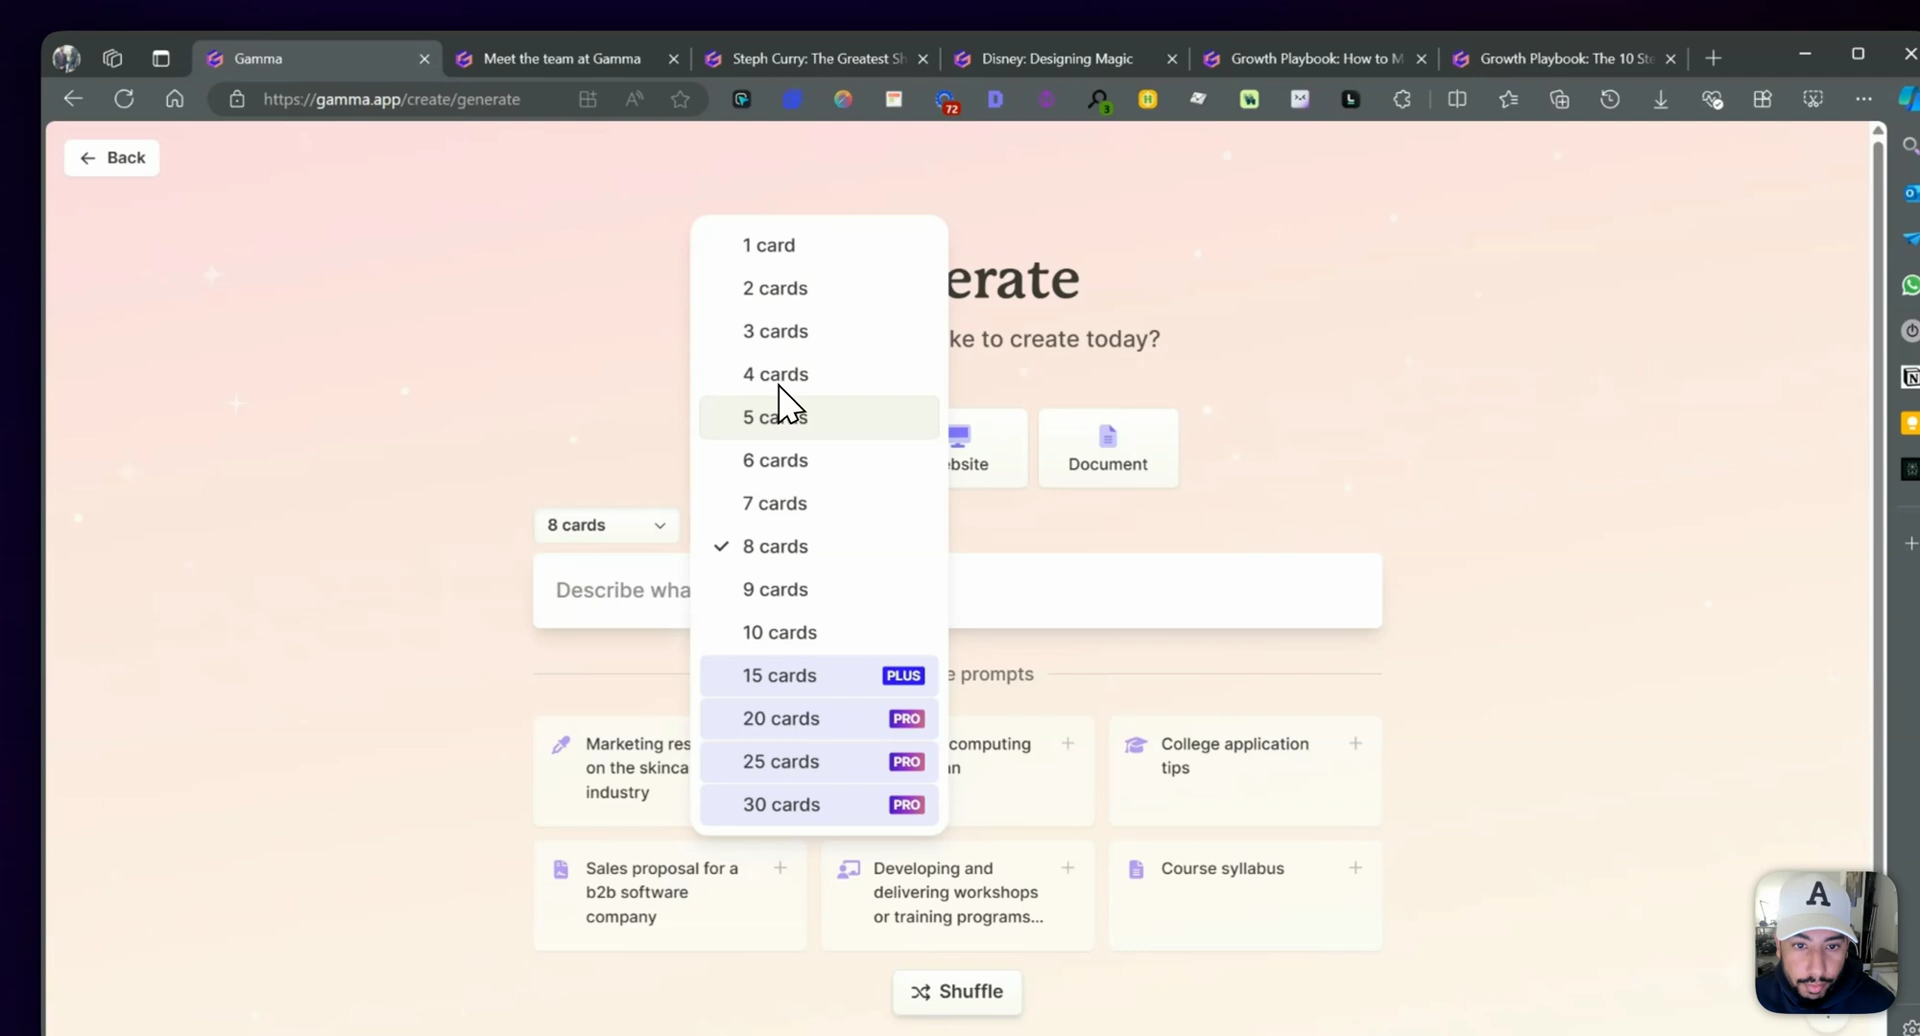 Gamma
Meet the team at Gamma
Steph Curry: The Greatest Sh
Disney: Designing Magic
Growth Playbook: How to M
Growth Playbook: The 10 Ste
https://gamma.app/create/generate
72
3
Back
erate
ke to create today?
1 card
2 cards
3 cards
4 cards
5 cards
6 cards
7 cards
8 cards
9 cards
10 cards
15 cards PLUS
20 cards PRO
25 cards PRO
30 cards PRO
bsite
Document
8 cards
Describe wha
e prompts
Marketing res
on the skinca
industry
computing
an
College application
tips
Sales proposal for a
b2b software
company
Developing and
delivering workshops
or training programs...
Course syllabus
Shuffle
A